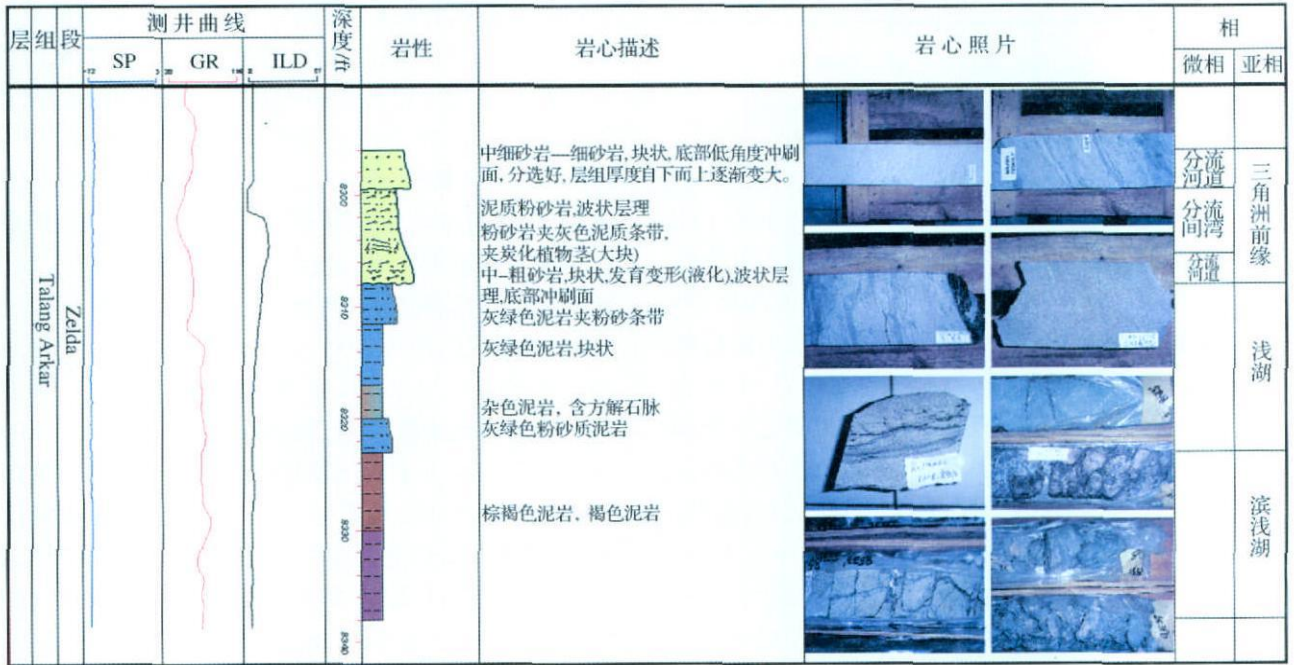 层 组 段
测井曲线
SP
GR
ILD
深度/ft
岩性
岩心描述
岩心照片
相
微相
亚相
Talang Arkar
Zelda
8300
8010
8020
8030
8040
中细砂岩—细砂岩,块状,底部低角度冲刷
面,分选好,层组厚度自下而上逐渐变大。
泥质粉砂岩,波状层理
粉砂岩夹灰色泥质条带,
夹炭化植物茎(大块)
中-粗砂岩,块状,发育变形(液化),波状层
理,底部冲刷面
灰绿色泥岩夹粉砂条带
灰绿色泥岩,块状
杂色泥岩,含方解石脉
灰绿色粉砂质泥岩
棕褐色泥岩、褐色泥岩
分流
河道
分流
间湾
分流
河道
三角洲前缘
浅湖
滨浅湖